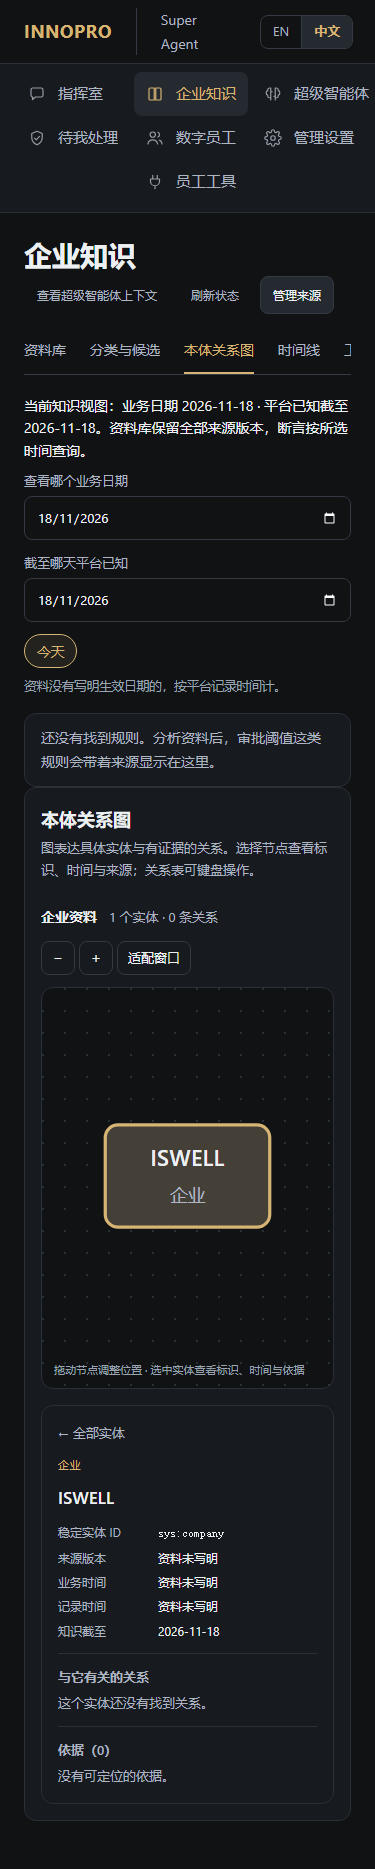 INNOPRO
Super
Agent
EN
中文
指挥室
企业知识
超级智能体
待我处理
数字员工
管理设置
员工工具
企业知识
查看超级智能体上下文
刷新状态
管理来源
资料库
分类与候选
本体关系图
时间线
当前知识视图：业务日期 2026-11-18 · 平台已知截至
2026-11-18。资料库保留全部来源版本，断言按所选
时间查询。
查看哪个业务日期
18/11/2026
截至哪天平台已知
18/11/2026
今天
资料没有写明生效日期的，按平台记录时间计。
还没有找到规则。分析资料后，审批阈值这类
规则会带着来源显示在这里。
本体关系图
图表达具体实体与有证据的关系。选择节点查看标
识、时间与来源；关系表可键盘操作。
企业资料 1 个实体 · 0 条关系
−
+
适配窗口
ISWELL
企业
拖动节点调整位置 · 选中实体查看标识、时间与依据
← 全部实体
企业
ISWELL
稳定实体 ID sys:company
来源版本 资料未写明
业务时间 资料未写明
记录时间 资料未写明
知识截至 2026-11-18
与它有关的关系
这个实体还没有找到关系。
依据（0）
没有可定位的依据。